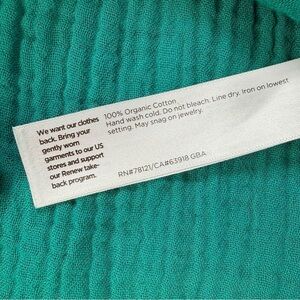 We want our clothes
back. Bring your
gently worn
garments to our US
stores and support
our Renew take-
back program.
100% Organic Cotton
Hand wash cold. Do not bleach. Line dry. Iron on lowest
setting. May snag on jewelry.
RN#78121/CA#63918 GBA